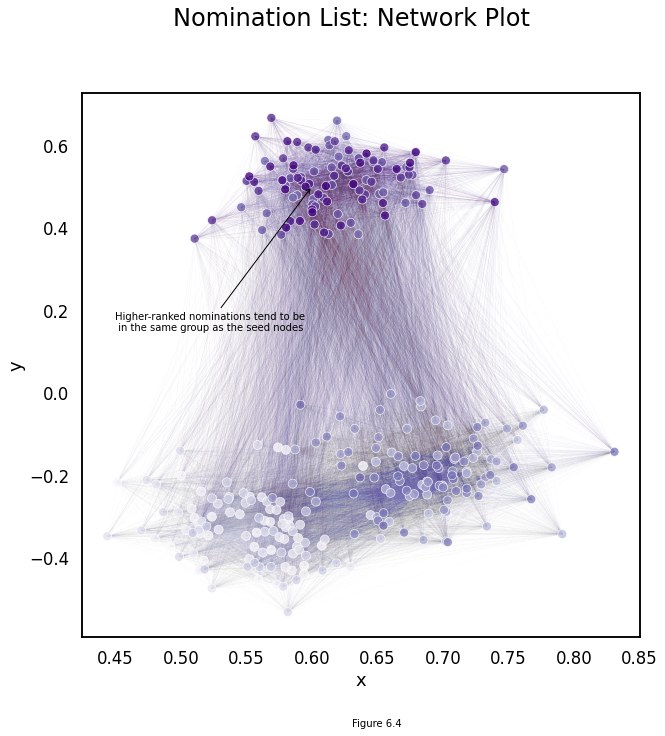 Nomination List: Network Plot
0.6
0.4
0.2
0.0
−0.2
−0.4
y
Higher-ranked nominations tend to be
in the same group as the seed nodes
0.45 0.50 0.55 0.60 0.65 0.70 0.75 0.80 0.85
x
Figure 6.4